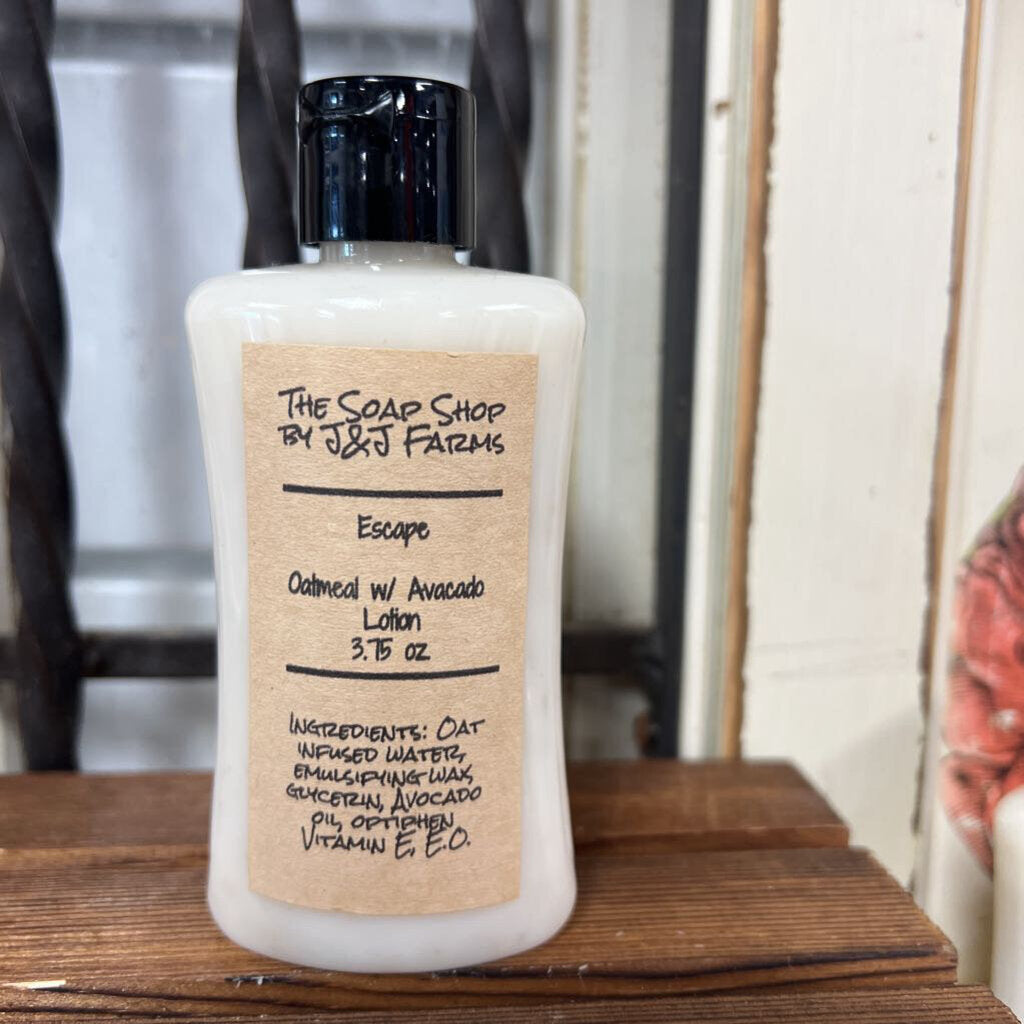 THE SOAP SHOP
BY J&J FARMS
Escape
Oatmeal w/ Avacado
Lotion
3.75 oz
INGREDIENTS: OAT
INFUSED WATER,
EMULSIFYING WAX,
GLYCERIN, AVOCADO
OIL, OPTIPHEN
VITAMIN E, E.O.